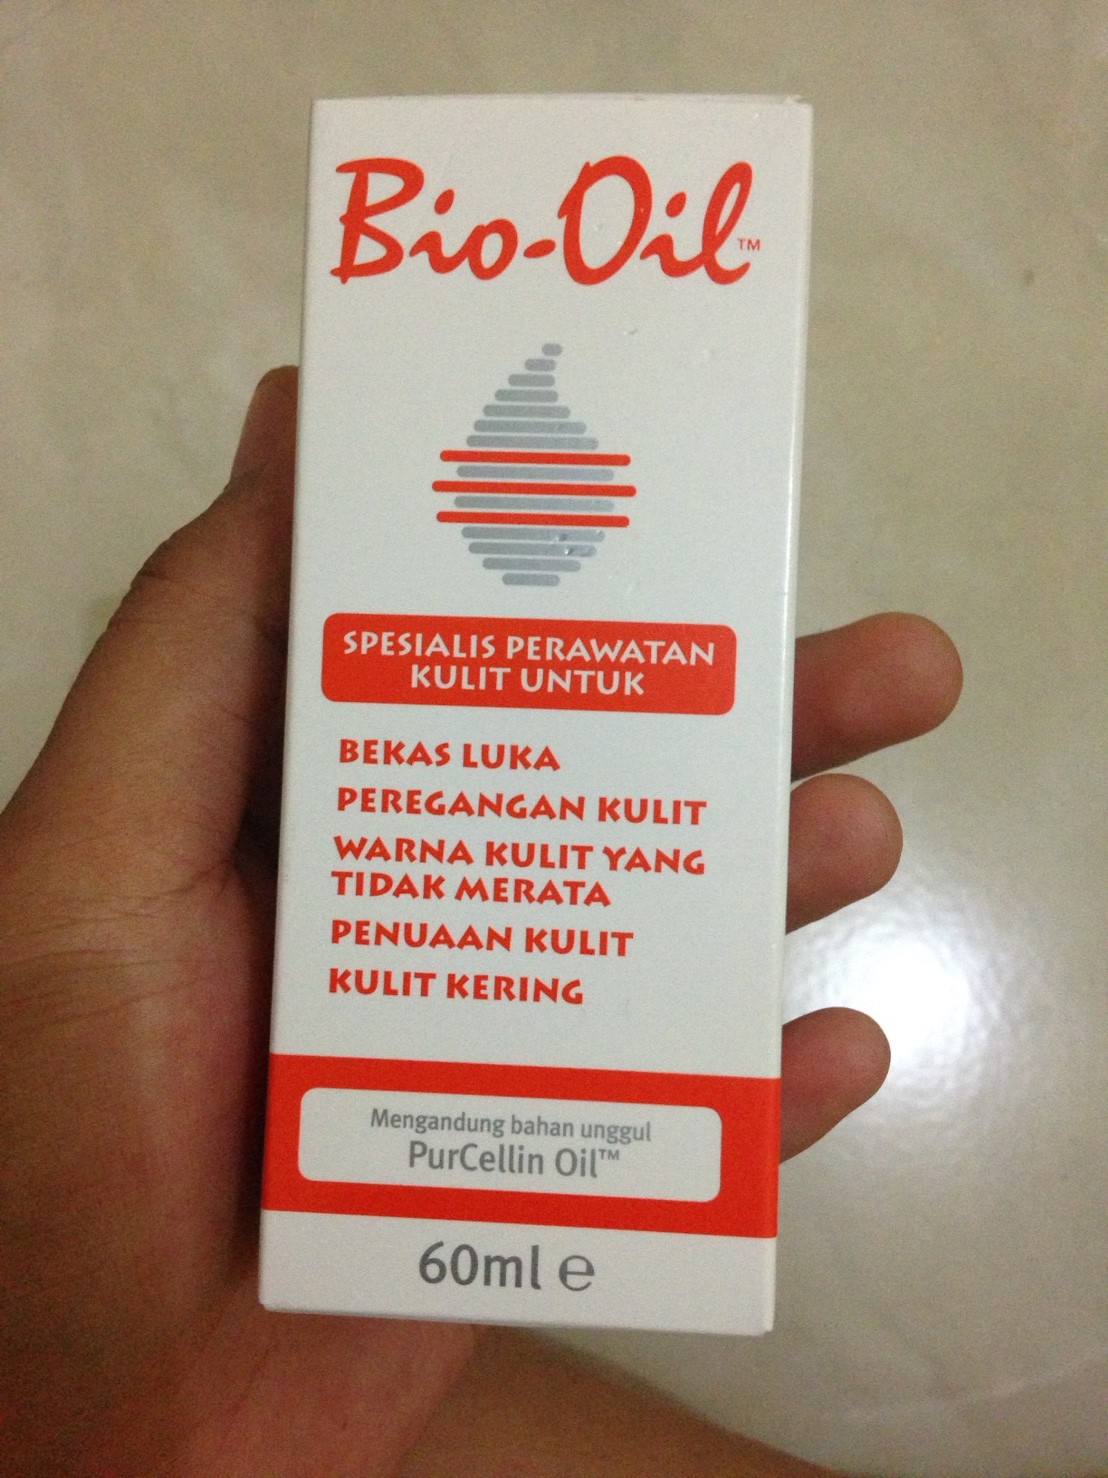 Bio-Oil™
SPESIALIS PERAWATAN
KULIT UNTUK
BEKAS LUKA
PEREGANGAN KULIT
WARNA KULIT YANG
TIDAK MERATA
PENUAAN KULIT
KULIT KERING
Mengandung bahan unggul
PurCellin Oil™
60ml ℮